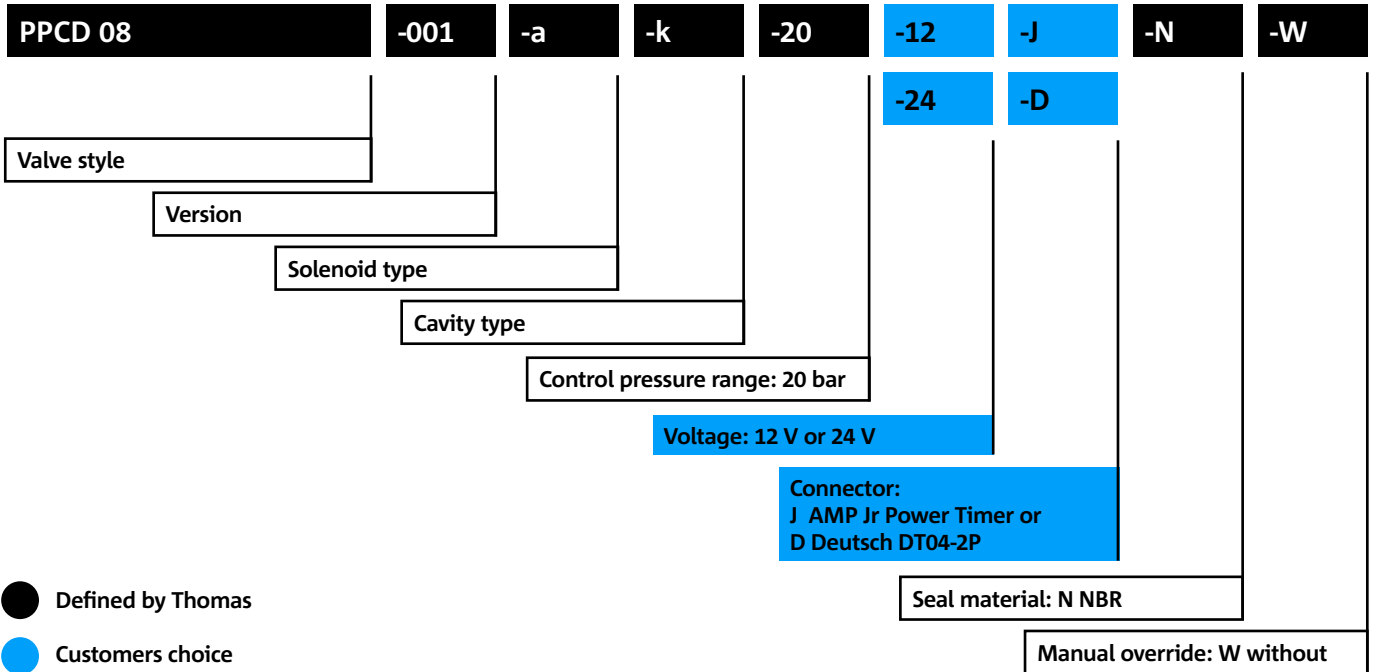 PPCD 08 -001 -a -k -20 -12 -J -N -W
-24 -D
Valve style
Version
Solenoid type
Cavity type
Control pressure range: 20 bar
Voltage: 12 V or 24 V
Connector:
J AMP Jr Power Timer or
D Deutsch DT04-2P
Defined by Thomas
Seal material: N NBR
Customers choice
Manual override: W without